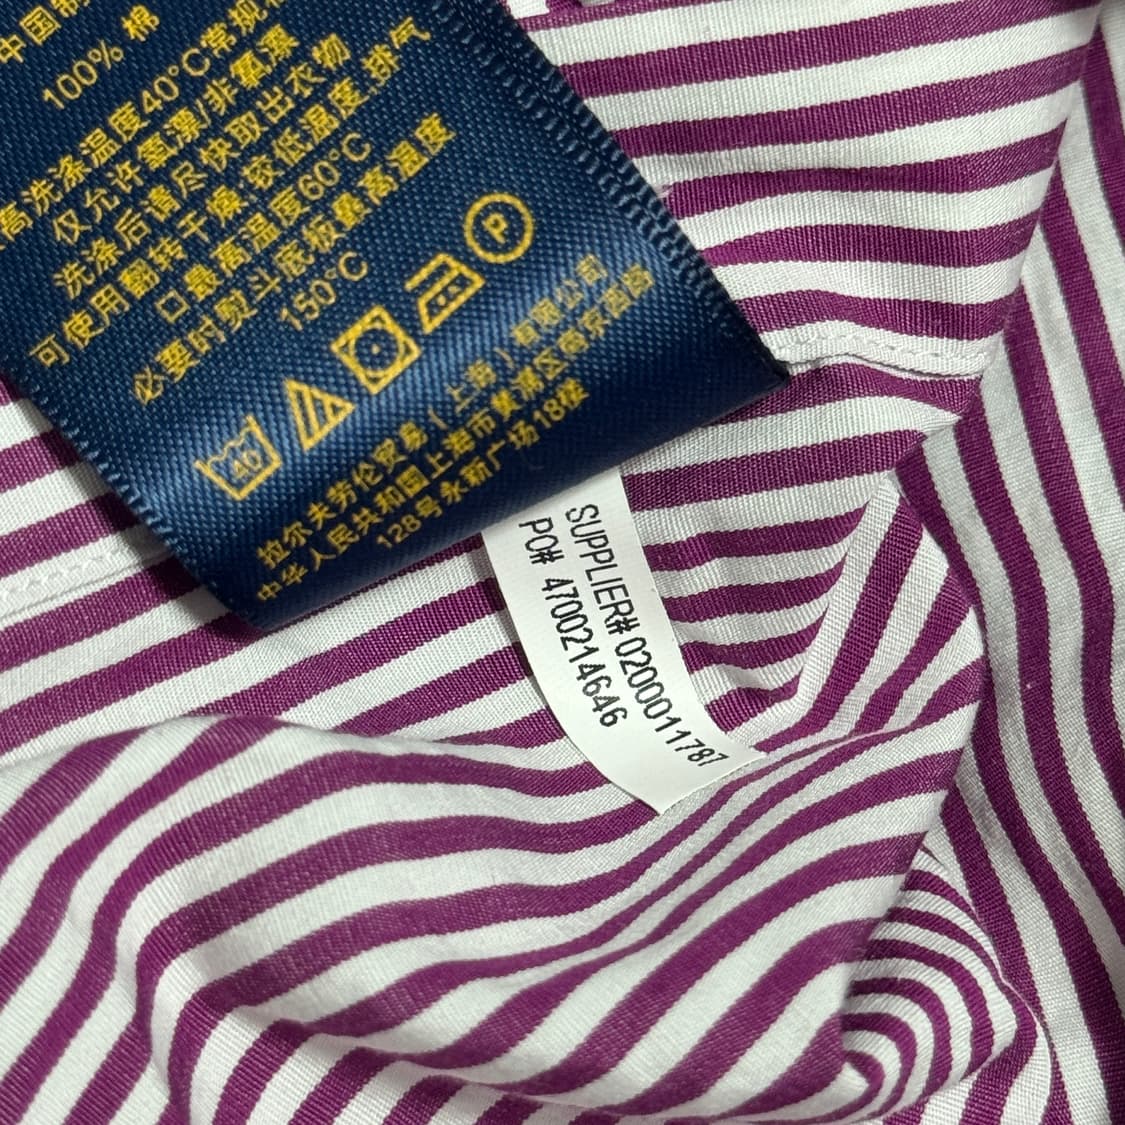 中国制
100% 棉
高洗涤温度40°C常规
仅允许氧漂/非氯漂
洗涤后请尽快取出衣物
可使用翻转干燥·较低温度,排气
口最高温度60°C
必要时熨斗底板最高温度
150°C
40 P
拉尔夫劳伦贸易(上海)有限公司
中华人民共和国上海市黄浦区南京西路
128号永新广场18楼
SUPPLIER# 0200011787
PO# 4700214646